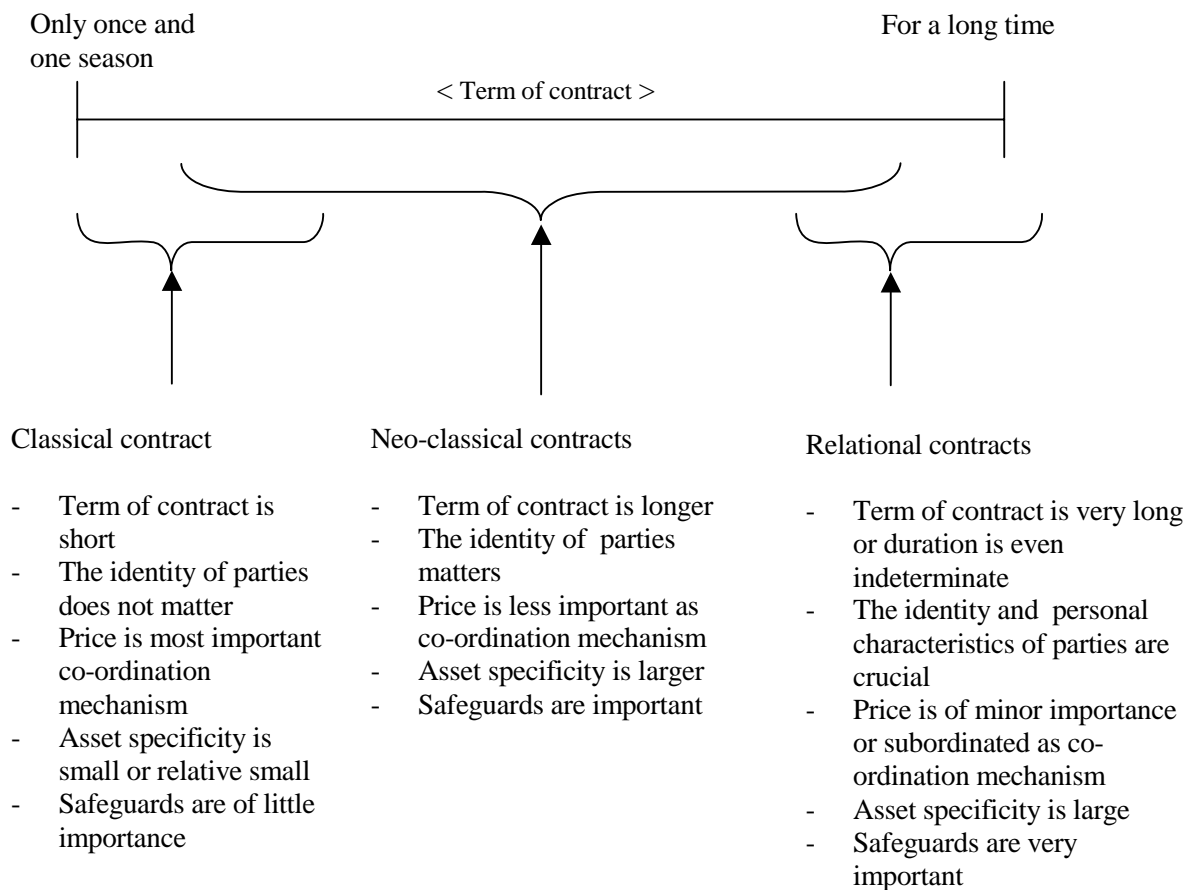 Only once and
one season
For a long time
< Term of contract >
Classical contract
- Term of contract is
short
- The identity of parties
does not matter
- Price is most important
co-ordination
mechanism
- Asset specificity is
small or relative small
- Safeguards are of little
importance
Neo-classical contracts
- Term of contract is longer
- The identity of parties
matters
- Price is less important as
co-ordination mechanism
- Asset specificity is larger
- Safeguards are important
Relational contracts
- Term of contract is very long
or duration is even
indeterminate
- The identity and personal
characteristics of parties are
crucial
- Price is of minor importance
or subordinated as co-
ordination mechanism
- Asset specificity is large
- Safeguards are very
important